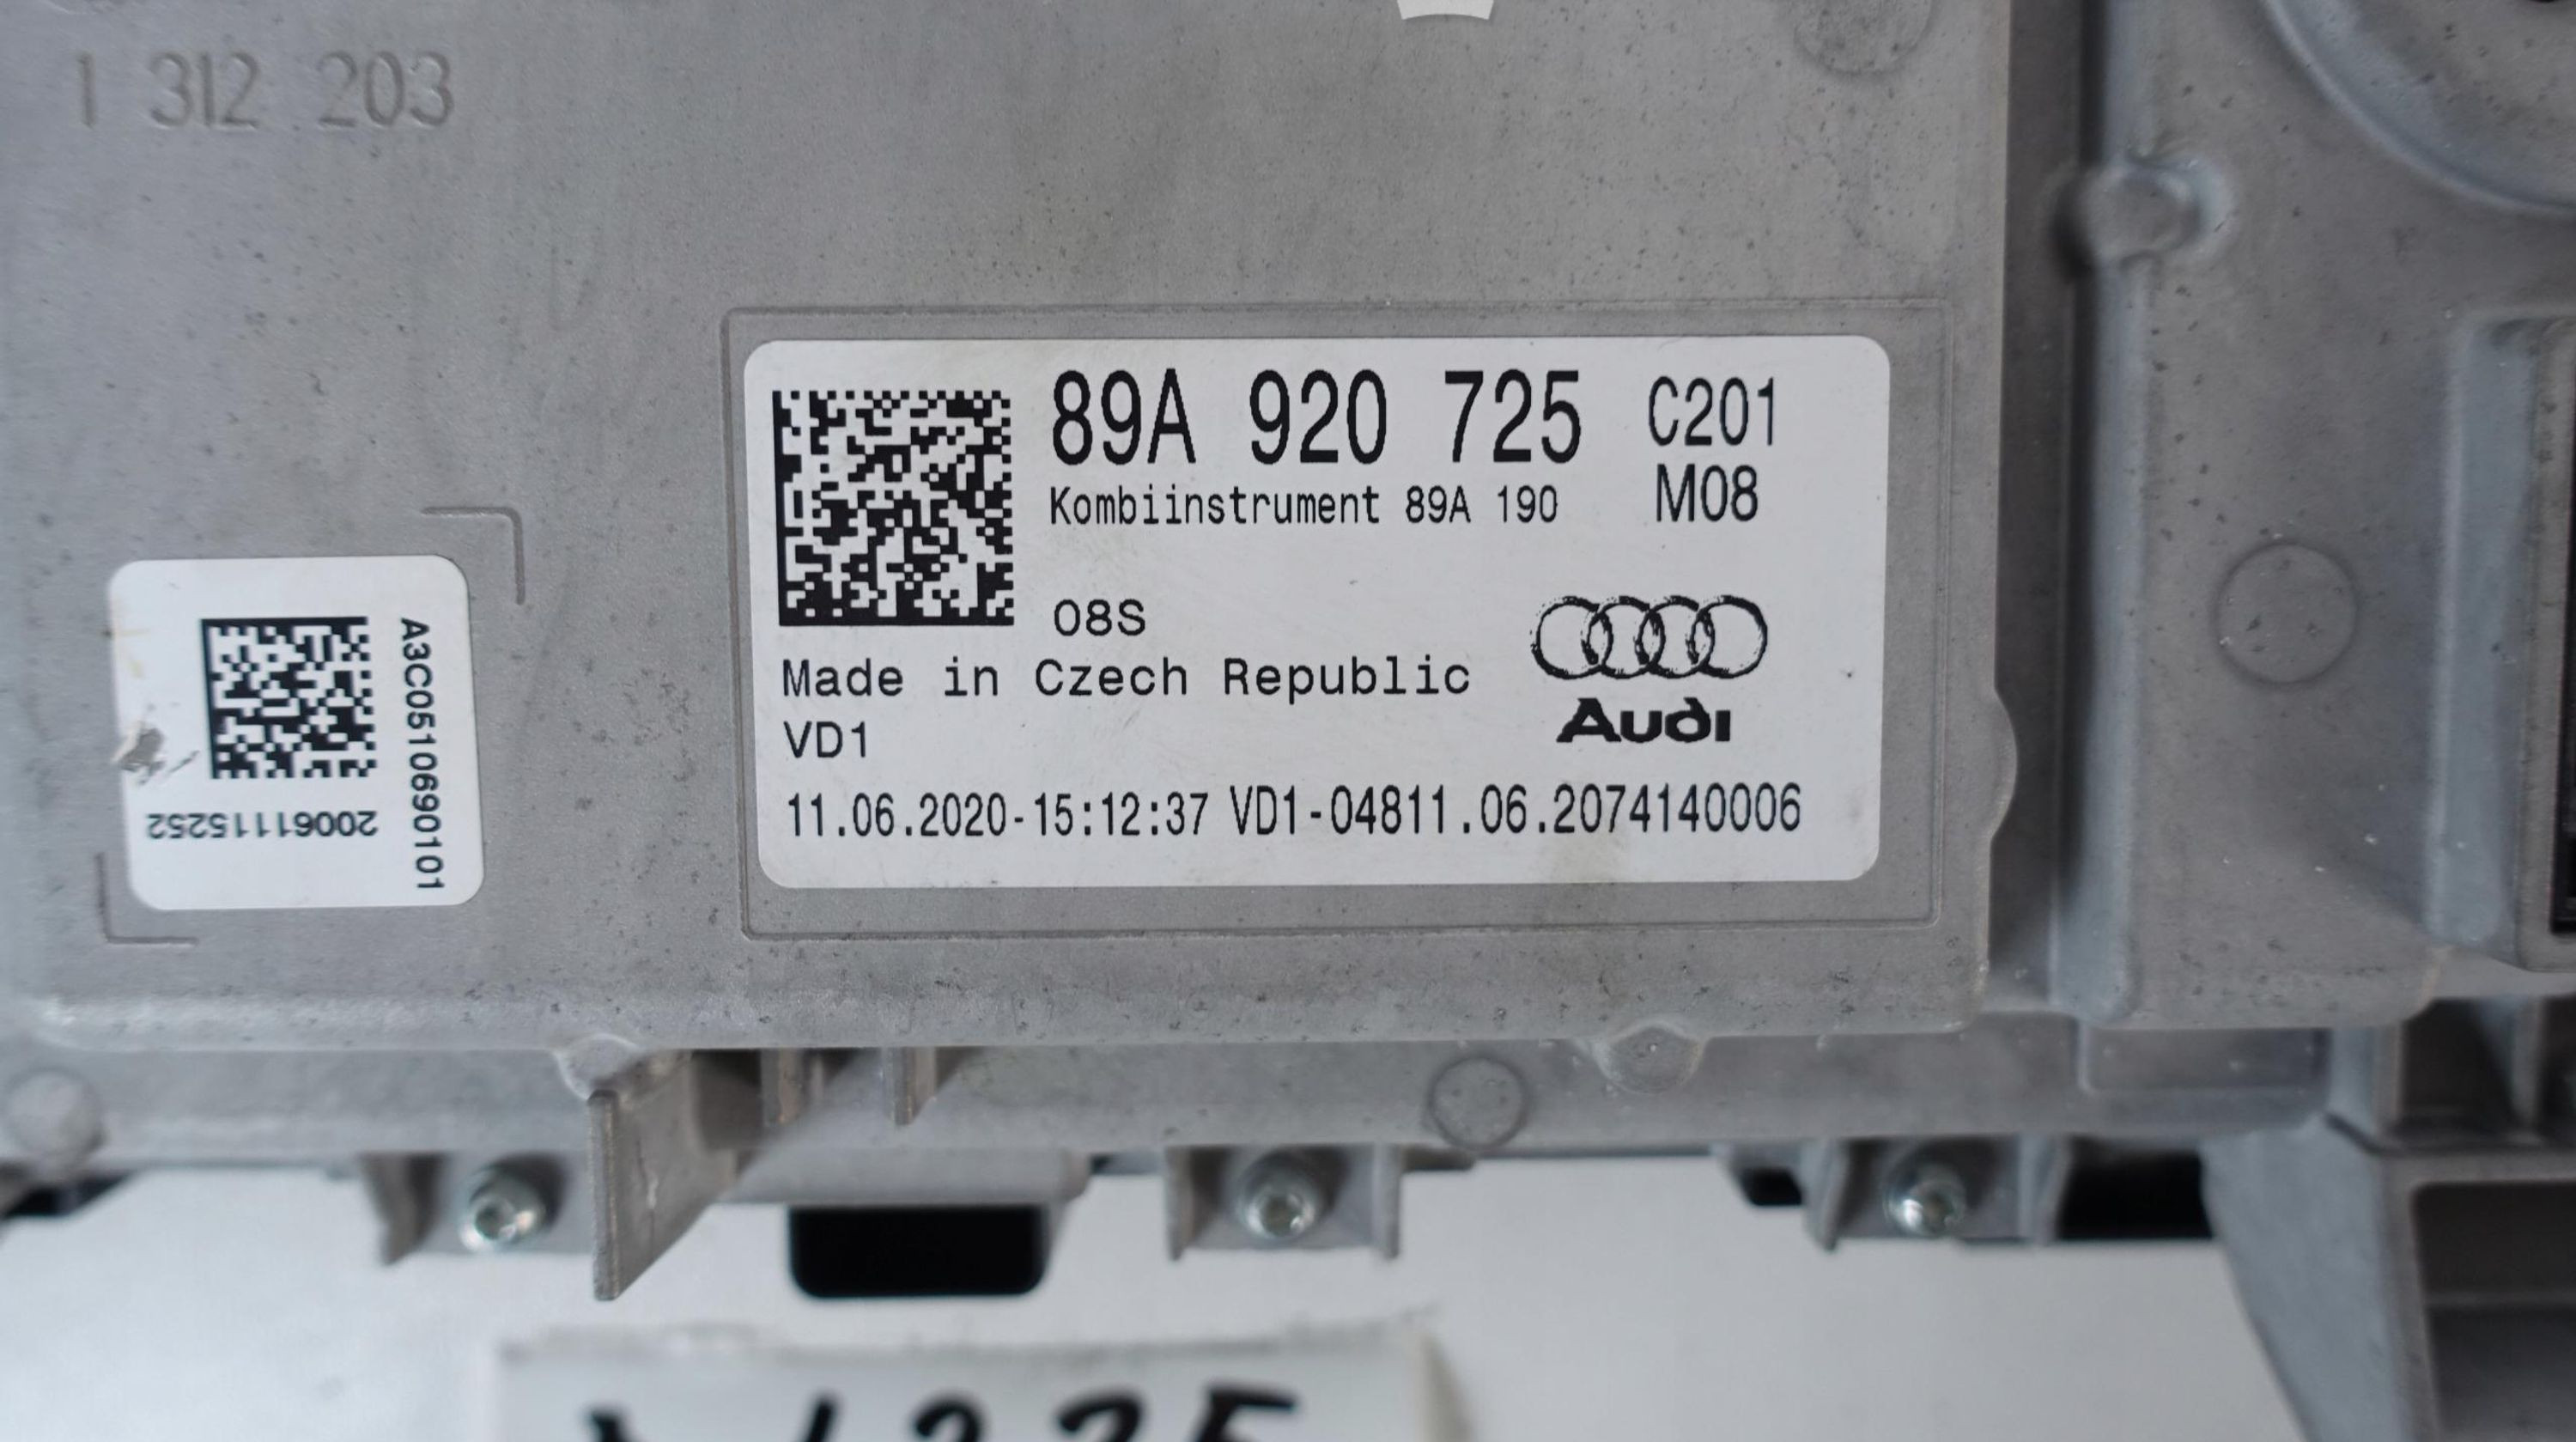 1 312 203
89A 920 725 C201
Kombiinstrument 89A 190 M08
08S
Made in Czech Republic
VD1
Audi
11.06.2020-15:12:37 VD1-04811.06.2074140006
A3C0510690101
200611115252